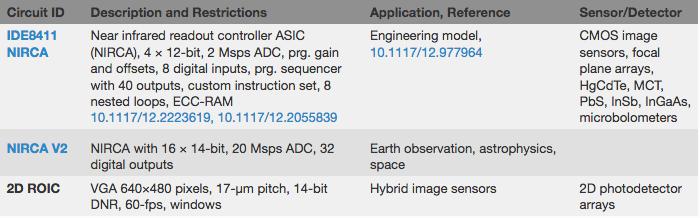 Circuit ID Description and Restrictions Application, Reference Sensor/Detector
IDE8411 Near infrared readout controller ASIC Engineering model, CMOS image
NIRCA (NIRCA), 4 × 12-bit, 2 Msps ADC, prg. gain 10.1117/12.977964 sensors, focal
and offsets, 8 digital inputs, prg. sequencer plane arrays,
with 40 outputs, custom instruction set, 8 HgCdTe, MCT,
nested loops, ECC-RAM PbS, InSb, InGaAs,
10.1117/12.2223619, 10.1117/12.2055839 microbolometers
NIRCA V2 NIRCA with 16 × 14-bit, 20 Msps ADC, 32 Earth observation, astrophysics,
digital outputs space
2D ROIC VGA 640×480 pixels, 17-µm pitch, 14-bit Hybrid image sensors 2D photodetector
DNR, 60-fps, windows arrays